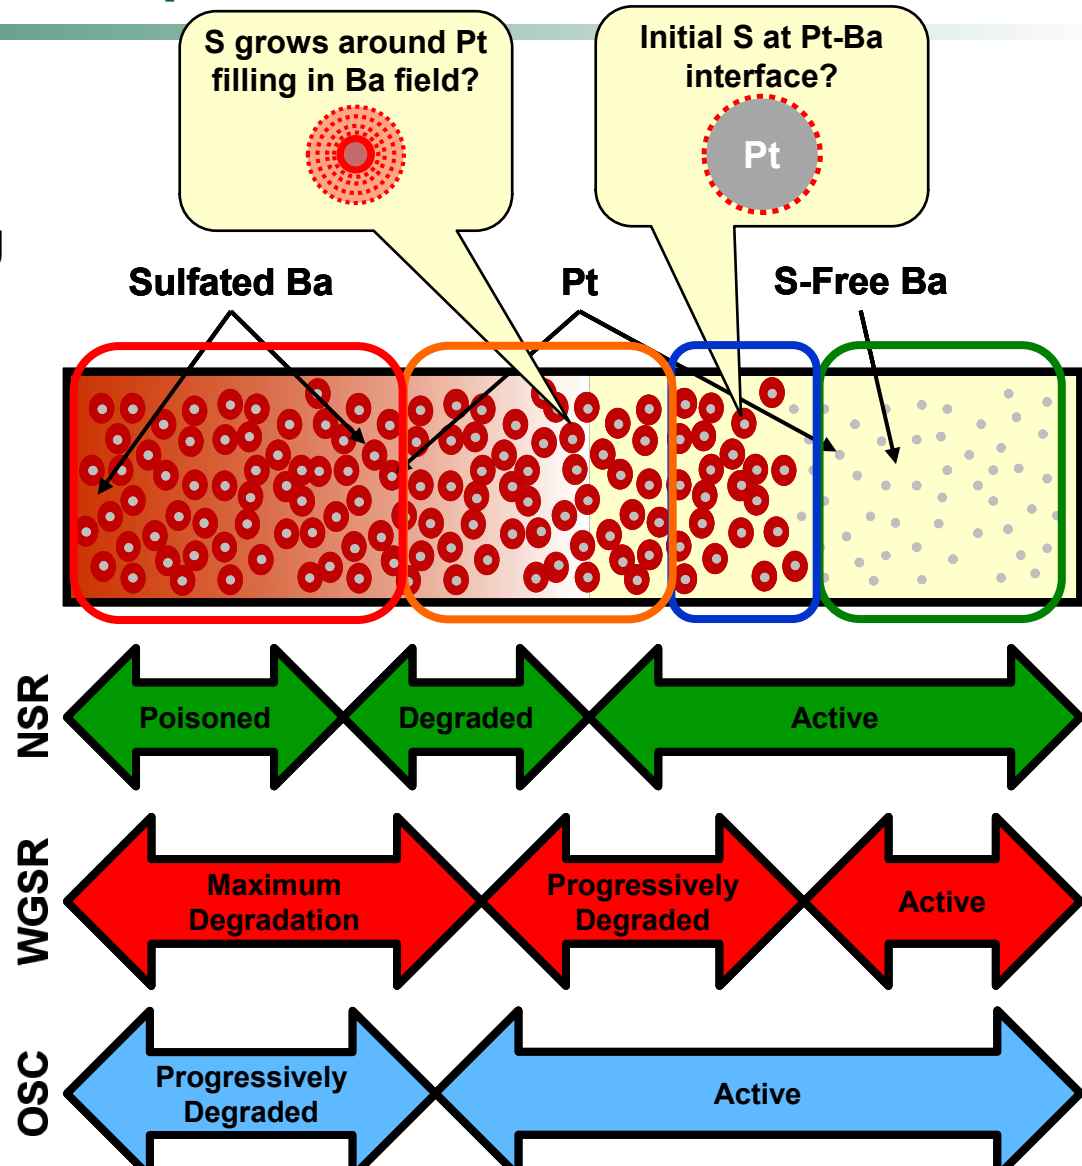 S grows around Pt
filling in Ba field?
Initial S at Pt-Ba
interface?
Pt
Sulfated Ba
Pt
S-Free Ba
NSR
Poisoned
Degraded
Active
WGSR
Maximum
Degradation
Progressively
Degraded
Active
OSC
Progressively
Degraded
Active